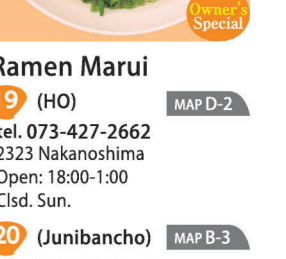 Owner's
Special
Ramen Marui
19 (HO) MAP D-2
tel. 073-427-2662
2323 Nakanoshima
Open: 18:00-1:00
Clsd. Sun.
20 (Junibancho) MAP B-3